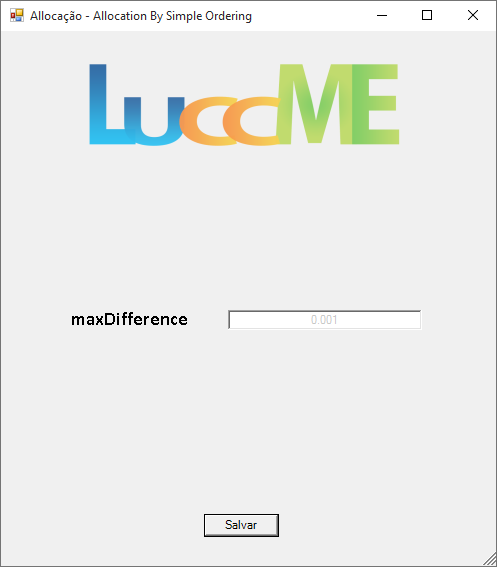 Allocação - Allocation By Simple Ordering
LuccME
maxDifference
0.001
Salvar